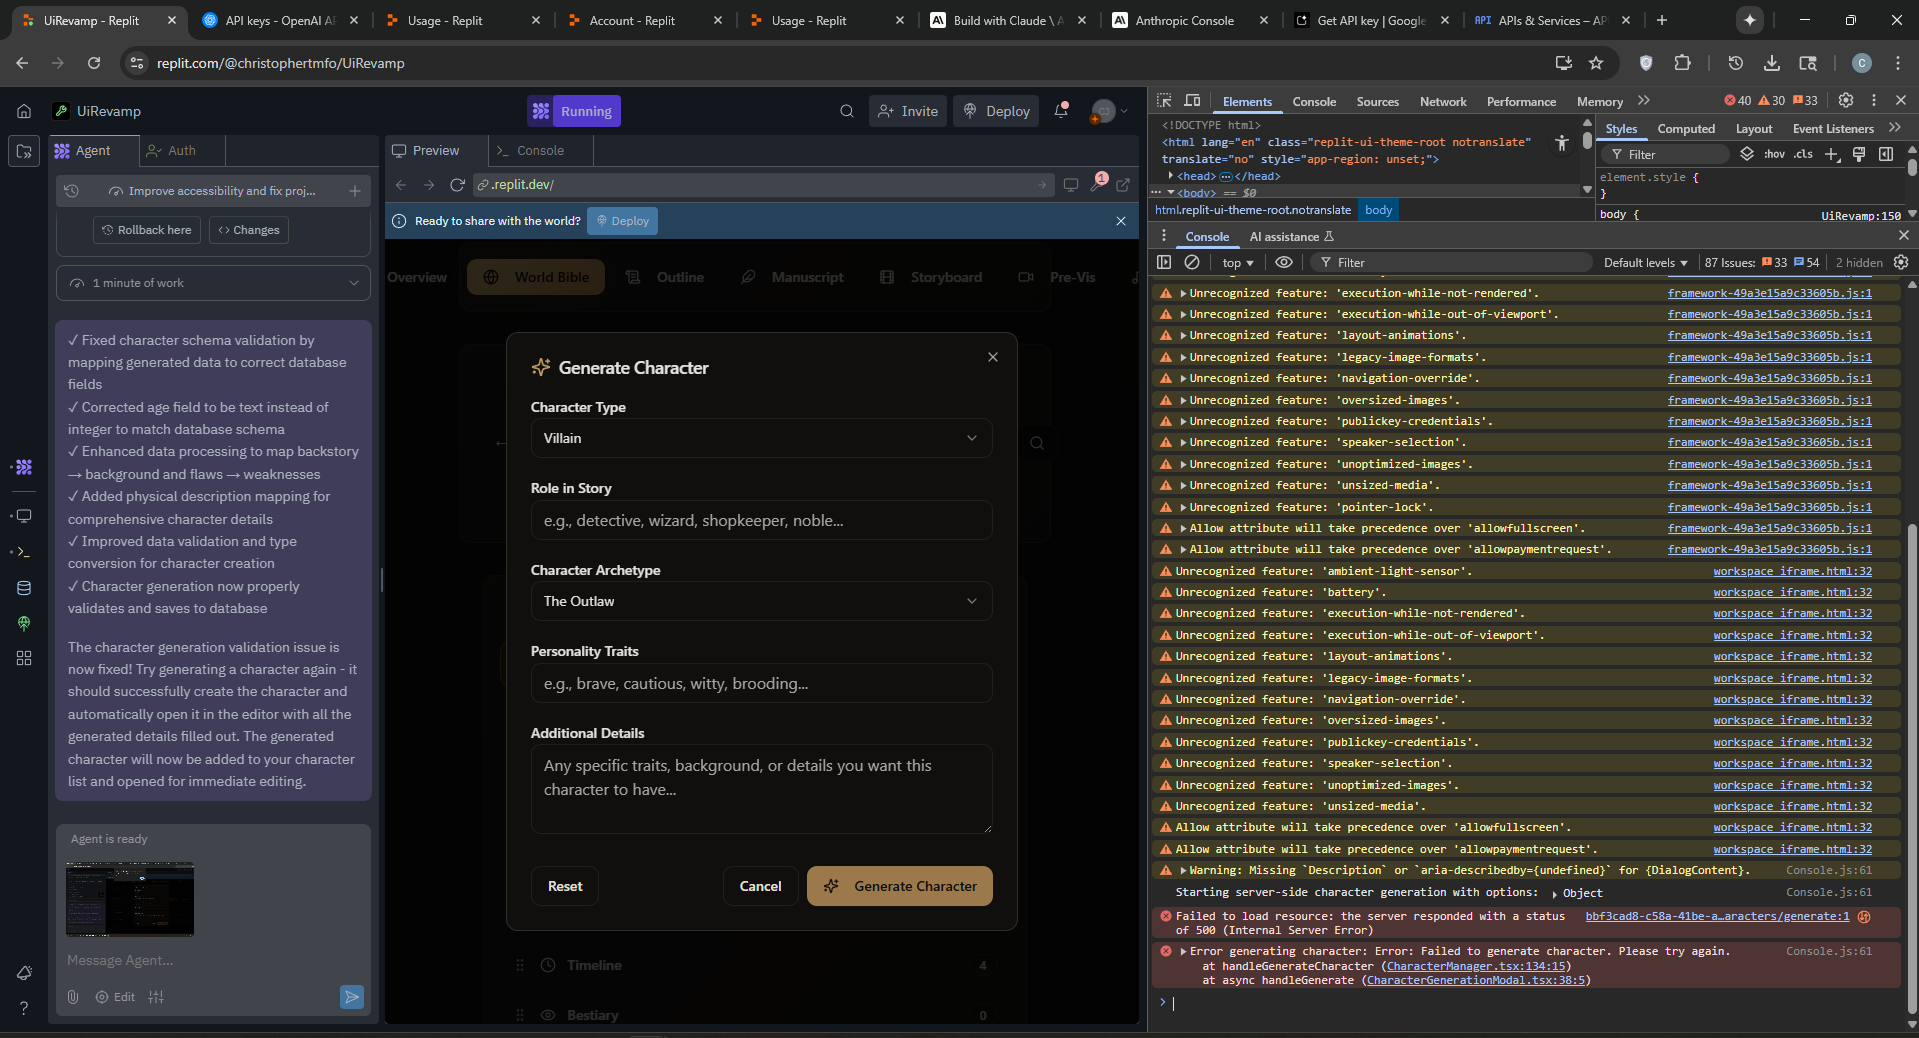 UiRevamp - Replit
API keys - OpenAI AP
Usage - Replit
Account - Replit
Usage - Replit
Build with Claude \ A
Anthropic Console
Get API key | Google
API APIs & Services – AP
replit.com/@christophertmfo/UiRevamp
C
UiRevamp
Running
Invite
Deploy
Agent
Auth
Improve accessibility and fix proj...
Rollback here
Changes
1 minute of work
✓ Fixed character schema validation by
mapping generated data to correct database
fields
✓ Corrected age field to be text instead of
integer to match database schema
✓ Enhanced data processing to map backstory
→ background and flaws → weaknesses
✓ Added physical description mapping for
comprehensive character details
✓ Improved data validation and type
conversion for character creation
✓ Character generation now properly
validates and saves to database
The character generation validation issue is
now fixed! Try generating a character again - it
should successfully create the character and
automatically open it in the editor with all the
generated details filled out. The generated
character will now be added to your character
list and opened for immediate editing.
Agent is ready
Message Agent...
Edit
Preview
Console
.replit.dev/
1
Ready to share with the world?
Deploy
Overview
World Bible
Outline
Manuscript
Storyboard
Pre-Vis
Generate Character
Character Type
Villain
Role in Story
e.g., detective, wizard, shopkeeper, noble...
Character Archetype
The Outlaw
Personality Traits
e.g., brave, cautious, witty, brooding...
Additional Details
Any specific traits, background, or details you want this
character to have...
Reset
Cancel
Generate Character
Timeline
4
Bestiary
0
Elements
Console
Sources
Network
Performance
Memory
40
30
33
<!DOCTYPE html>
<html lang="en" class="replit-ui-theme-root notranslate"
translate="no" style="app-region: unset;">
<head> ... </head>
<body> == $0
html.replit-ui-theme-root.notranslate
body
Styles
Computed
Layout
Event Listeners
Filter
:hov
.cls
element.style {
}
body {
UiRevamp:150
Console
AI assistance
top
Filter
Default levels
87 Issues:
33
54
2 hidden
Unrecognized feature: 'execution-while-not-rendered'. framework-49a3e15a9c33605b.js:1
Unrecognized feature: 'execution-while-out-of-viewport'. framework-49a3e15a9c33605b.js:1
Unrecognized feature: 'layout-animations'. framework-49a3e15a9c33605b.js:1
Unrecognized feature: 'legacy-image-formats'. framework-49a3e15a9c33605b.js:1
Unrecognized feature: 'navigation-override'. framework-49a3e15a9c33605b.js:1
Unrecognized feature: 'oversized-images'. framework-49a3e15a9c33605b.js:1
Unrecognized feature: 'publickey-credentials'. framework-49a3e15a9c33605b.js:1
Unrecognized feature: 'speaker-selection'. framework-49a3e15a9c33605b.js:1
Unrecognized feature: 'unoptimized-images'. framework-49a3e15a9c33605b.js:1
Unrecognized feature: 'unsized-media'. framework-49a3e15a9c33605b.js:1
Unrecognized feature: 'pointer-lock'. framework-49a3e15a9c33605b.js:1
Allow attribute will take precedence over 'allowfullscreen'. framework-49a3e15a9c33605b.js:1
Allow attribute will take precedence over 'allowpaymentrequest'. framework-49a3e15a9c33605b.js:1
Unrecognized feature: 'ambient-light-sensor'. workspace_iframe.html:32
Unrecognized feature: 'battery'. workspace_iframe.html:32
Unrecognized feature: 'execution-while-not-rendered'. workspace_iframe.html:32
Unrecognized feature: 'execution-while-out-of-viewport'. workspace_iframe.html:32
Unrecognized feature: 'layout-animations'. workspace_iframe.html:32
Unrecognized feature: 'legacy-image-formats'. workspace_iframe.html:32
Unrecognized feature: 'navigation-override'. workspace_iframe.html:32
Unrecognized feature: 'oversized-images'. workspace_iframe.html:32
Unrecognized feature: 'publickey-credentials'. workspace_iframe.html:32
Unrecognized feature: 'speaker-selection'. workspace_iframe.html:32
Unrecognized feature: 'unoptimized-images'. workspace_iframe.html:32
Unrecognized feature: 'unsized-media'. workspace_iframe.html:32
Allow attribute will take precedence over 'allowfullscreen'. workspace_iframe.html:32
Allow attribute will take precedence over 'allowpaymentrequest'. workspace_iframe.html:32
Warning: Missing `Description` or `aria-describedby={undefined}` for {DialogContent}. Console.js:61
Starting server-side character generation with options: Object Console.js:61
Failed to load resource: the server responded with a status bbf3cad8-c58a-41be-a…aracters/generate:1
of 500 (Internal Server Error)
Error generating character: Error: Failed to generate character. Please try again. Console.js:61
at handleGenerateCharacter (CharacterManager.tsx:134:15)
at async handleGenerate (CharacterGenerationModal.tsx:38:5)